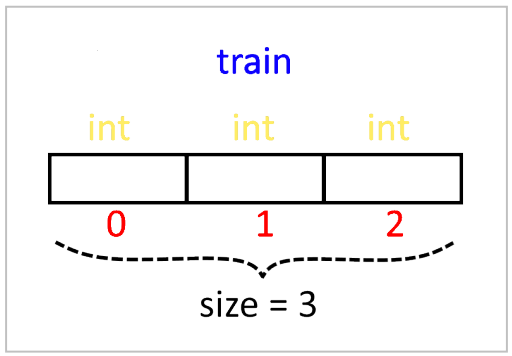 train
int int int
0 1 2
size = 3